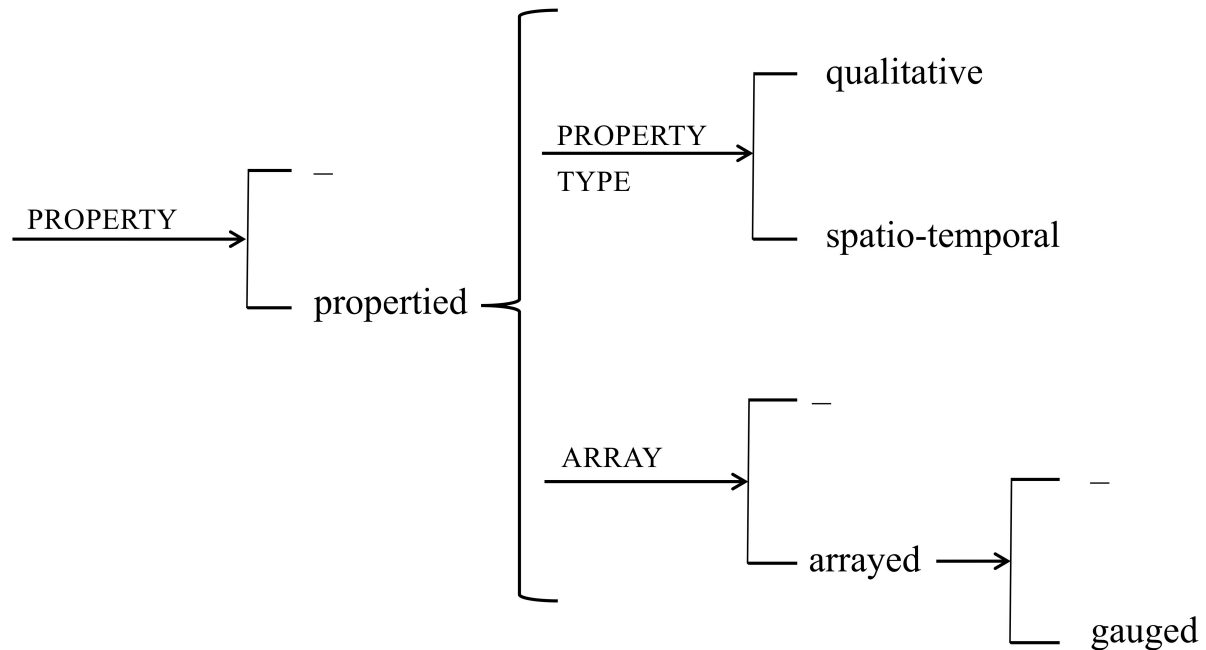 PROPERTY
–
propertied
PROPERTY
TYPE
qualitative
spatio-temporal
ARRAY
–
arrayed
–
gauged